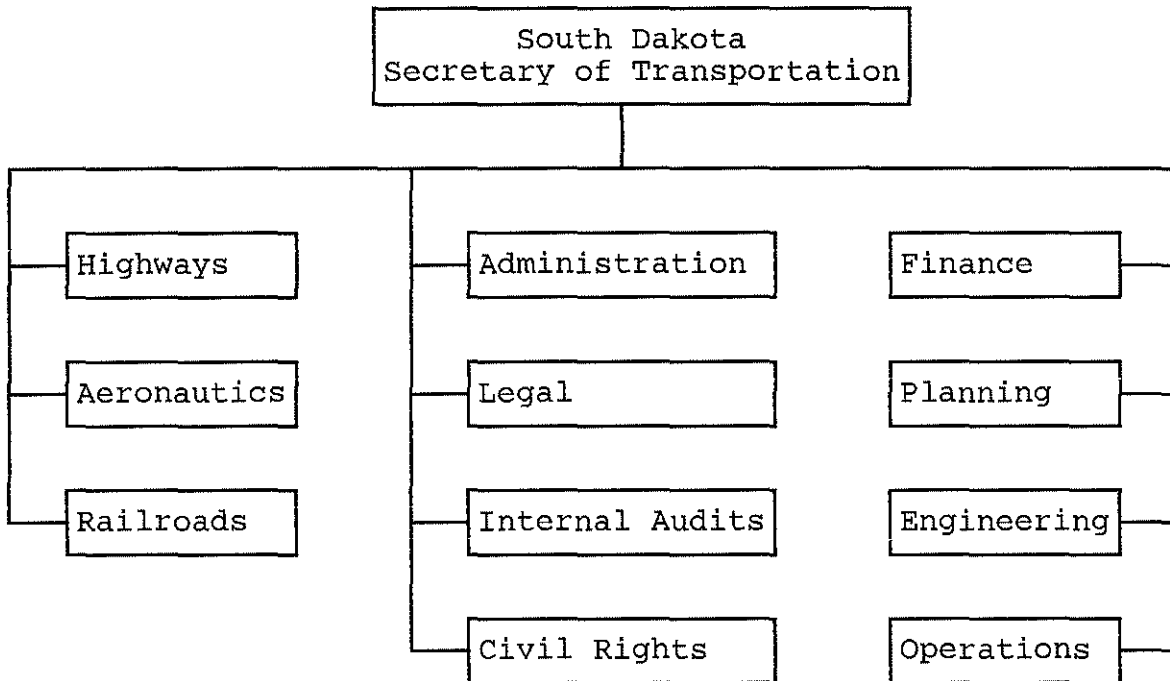 South Dakota
Secretary of Transportation
Highways
Aeronautics
Railroads
Administration
Legal
Internal Audits
Civil Rights
Finance
Planning
Engineering
Operations